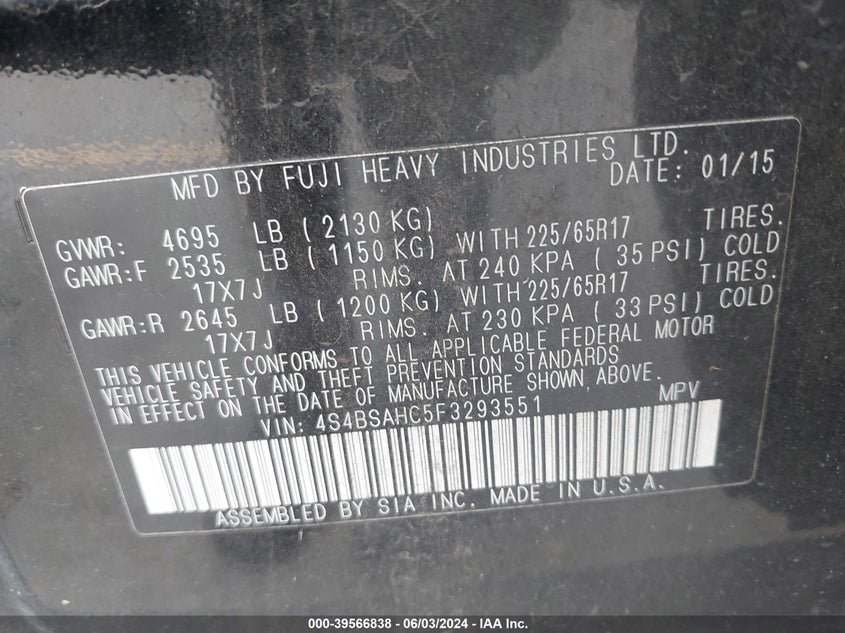 MFD BY FUJI HEAVY INDUSTRIES LTD.
DATE: 01/15
GVWR: 4695 LB ( 2130 KG)
GAWR:F 2535 LB ( 1150 KG) WITH 225/65R17 TIRES.
17X7J RIMS. AT 240 KPA ( 35 PSI) COLD
GAWR:R 2645 LB ( 1200 KG) WITH 225/65R17 TIRES.
17X7J RIMS. AT 230 KPA ( 33 PSI) COLD
THIS VEHICLE CONFORMS TO ALL APPLICABLE FEDERAL MOTOR
VEHICLE SAFETY AND THEFT PREVENTION STANDARDS
IN EFFECT ON THE DATE OF MANUFACTURE SHOWN ABOVE.
VIN: 4S4BSAHC5F3293551 MPV
ASSEMBLED BY SIA INC. MADE IN U.S.A.
000-39566838 - 06/03/2024 - IAA Inc.